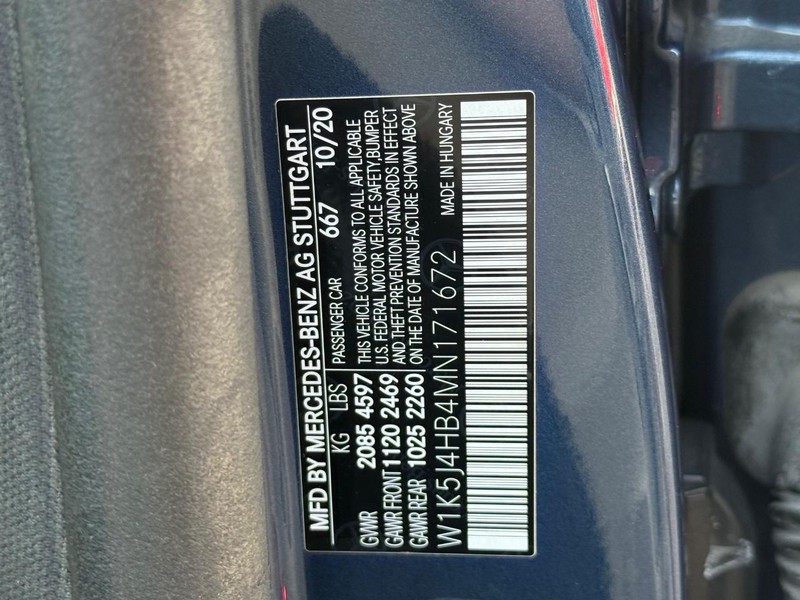 MFD BY MERCEDES-BENZ AG STUTTGART
KG LBS PASSENGER CAR 667 10/20
GVWR 2085 4597 THIS VEHICLE CONFORMS TO ALL APPLICABLE
GAWR FRONT 1120 2469 U.S. FEDERAL MOTOR VEHICLE SAFETY, BUMPER
GAWR REAR 1025 2260 AND THEFT PREVENTION STANDARDS IN EFFECT
ON THE DATE OF MANUFACTURE SHOWN ABOVE
W1K5J4HB4MN171672 MADE IN HUNGARY